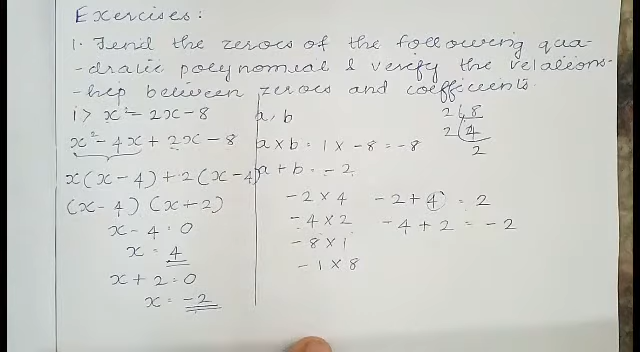 Exercises:
1. Find the zeroes of the following qua-
-dratic polynomial & verify the relations-
-hip between zeroes and coefficients.
i> x² - 2x - 8
x² - 4x + 2x - 8
x(x - 4) + 2(x - 4)
(x - 4) (x + 2)
x - 4 = 0
x = 4
x + 2 = 0
x = -2
a, b
a x b = 1 x -8 = -8
a + b = -2
-2 x 4
-4 x 2
-8 x 1
-1 x 8
-2 + 4 = 2
-4 + 2 = -2
2 8
2 4
2